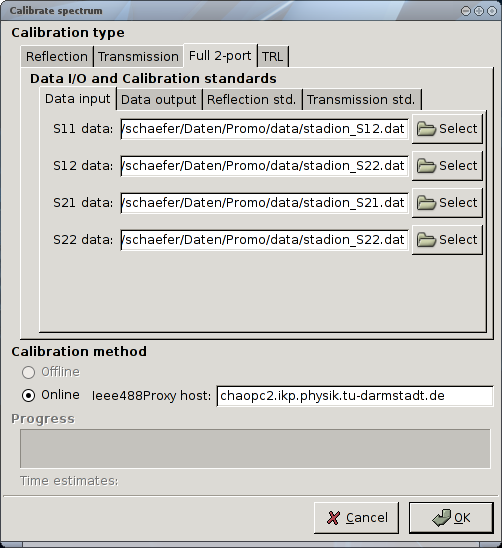 Calibrate spectrum
Calibration type
Reflection Transmission Full 2-port TRL
Data I/O and Calibration standards
Data input Data output Reflection std. Transmission std.
S11 data: /schaefer/Daten/Promo/data/stadion_S12.dat Select
S12 data: /schaefer/Daten/Promo/data/stadion_S22.dat Select
S21 data: /schaefer/Daten/Promo/data/stadion_S21.dat Select
S22 data: /schaefer/Daten/Promo/data/stadion_S22.dat Select
Calibration method
Offline
Online Ieee488Proxy host: chaopc2.ikp.physik.tu-darmstadt.de
Progress
Time estimates:
Cancel OK